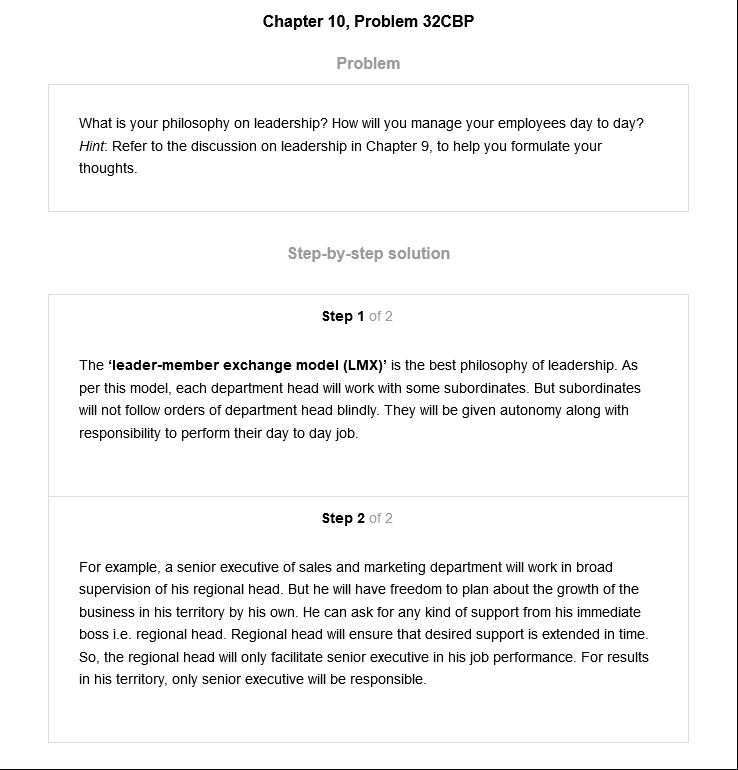 Chapter 10, Problem 32CBP
Problem
What is your philosophy on leadership? How will you manage your employees day to day?
Hint: Refer to the discussion on leadership in Chapter 9, to help you formulate your
thoughts.
Step-by-step solution
Step 1 of 2
The ‘leader-member exchange model (LMX)’ is the best philosophy of leadership. As
per this model, each department head will work with some subordinates. But subordinates
will not follow orders of department head blindly. They will be given autonomy along with
responsibility to perform their day to day job.
Step 2 of 2
For example, a senior executive of sales and marketing department will work in broad
supervision of his regional head. But he will have freedom to plan about the growth of the
business in his territory by his own. He can ask for any kind of support from his immediate
boss i.e. regional head. Regional head will ensure that desired support is extended in time.
So, the regional head will only facilitate senior executive in his job performance. For results
in his territory, only senior executive will be responsible.